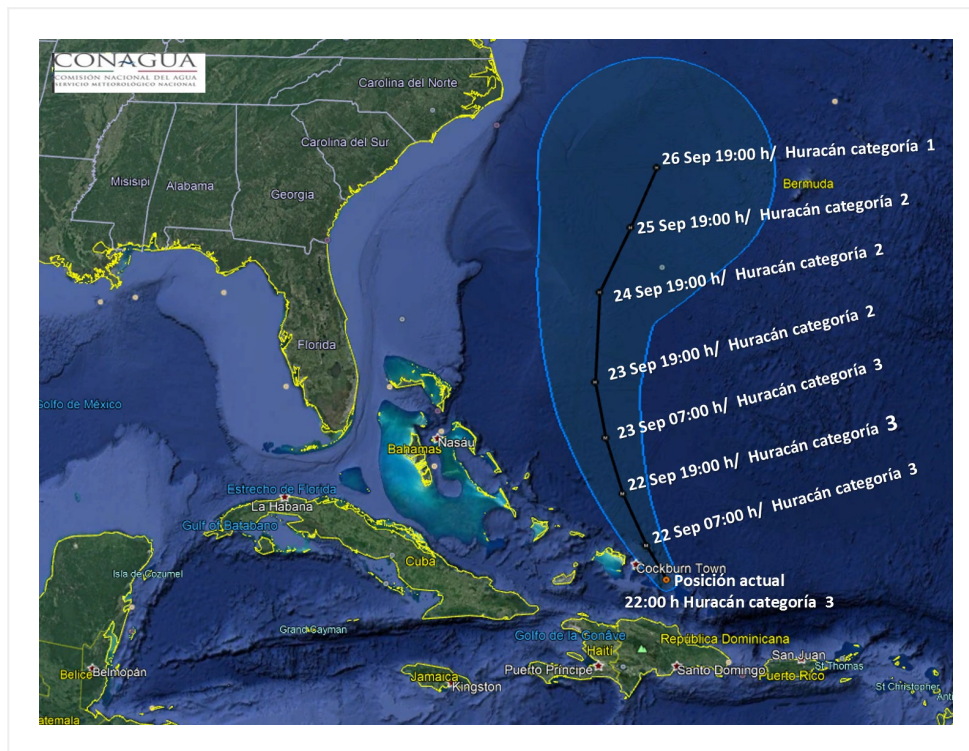 CONAGUA
COMISIÓN NACIONAL DEL AGUA
SERVICIO METEOROLÓGICO NACIONAL
Carolina del Norte
Carolina del Sur
Misisipi
Alabama
Georgia
26 Sep 19:00 h/ Huracán categoría 1
Bermuda
25 Sep 19:00 h/ Huracán categoría 2
24 Sep 19:00 h/ Huracán categoría 2
Florida
23 Sep 19:00 h/ Huracán categoría 2
Golfo de México
23 Sep 07:00 h/ Huracán categoría 3
Bahamas
Nasáu
22 Sep 19:00 h/ Huracán categoría 3
Estrecho de Florida
La Habana
Gulf of Batabano
22 Sep 07:00 h/ Huracán categoría 3
Cuba
Cockburn Town
Isla de Cozumel
Posición actual
22:00 h Huracán categoría 3
Grand Cayman
Golfo de la Gonâve
República Dominicana
Haití
San Juan
St Thomas
Belice
Belmopán
Jamaica
Kingston
Puerto Príncipe
Santo Domingo
Puerto Rico
St Christopher
Anti
atemala